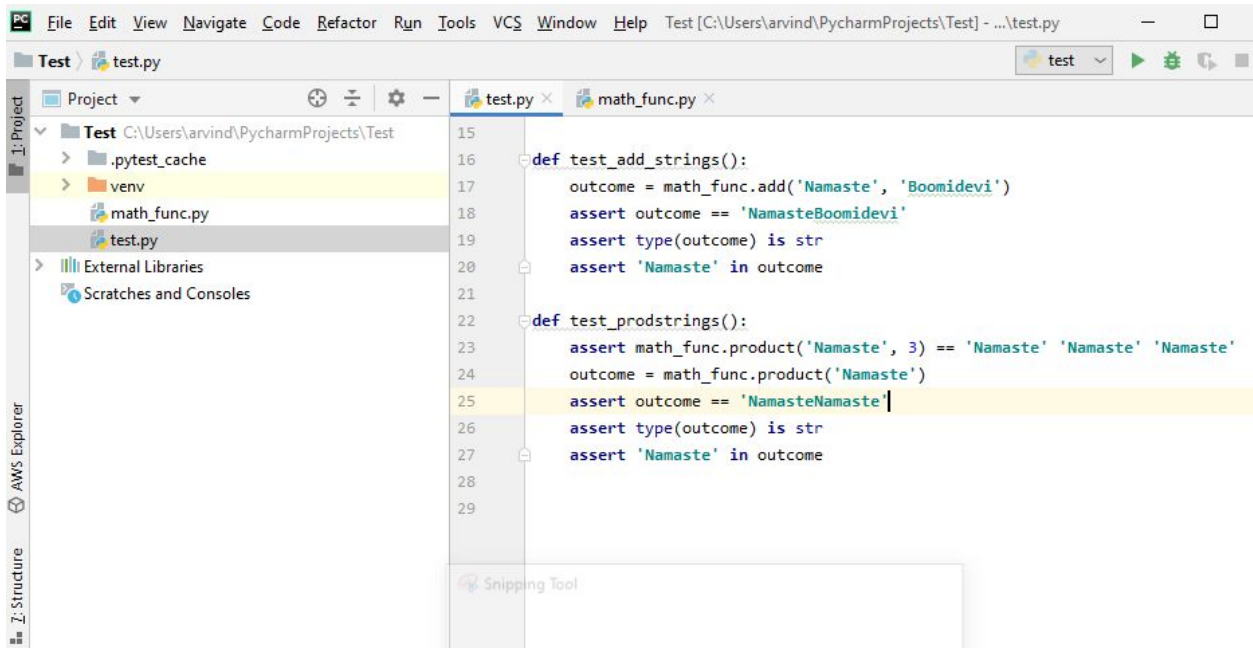 PC File Edit View Navigate Code Refactor Run Tools VCS Window Help Test [C:\Users\arvind\PycharmProjects\Test] - ...\test.py
Test test.py
test
1: Project
Project
Test C:\Users\arvind\PycharmProjects\Test
.pytest_cache
venv
math_func.py
test.py
External Libraries
Scratches and Consoles
AWS Explorer
7: Structure
test.py math_func.py
15
16 def test_add_strings():
17 outcome = math_func.add('Namaste', 'Boomidevi')
18 assert outcome == 'NamasteBoomidevi'
19 assert type(outcome) is str
20 assert 'Namaste' in outcome
21
22 def test_prodstrings():
23 assert math_func.product('Namaste', 3) == 'Namaste' 'Namaste' 'Namaste'
24 outcome = math_func.product('Namaste')
25 assert outcome == 'NamasteNamaste'
26 assert type(outcome) is str
27 assert 'Namaste' in outcome
28
29
Snipping Tool